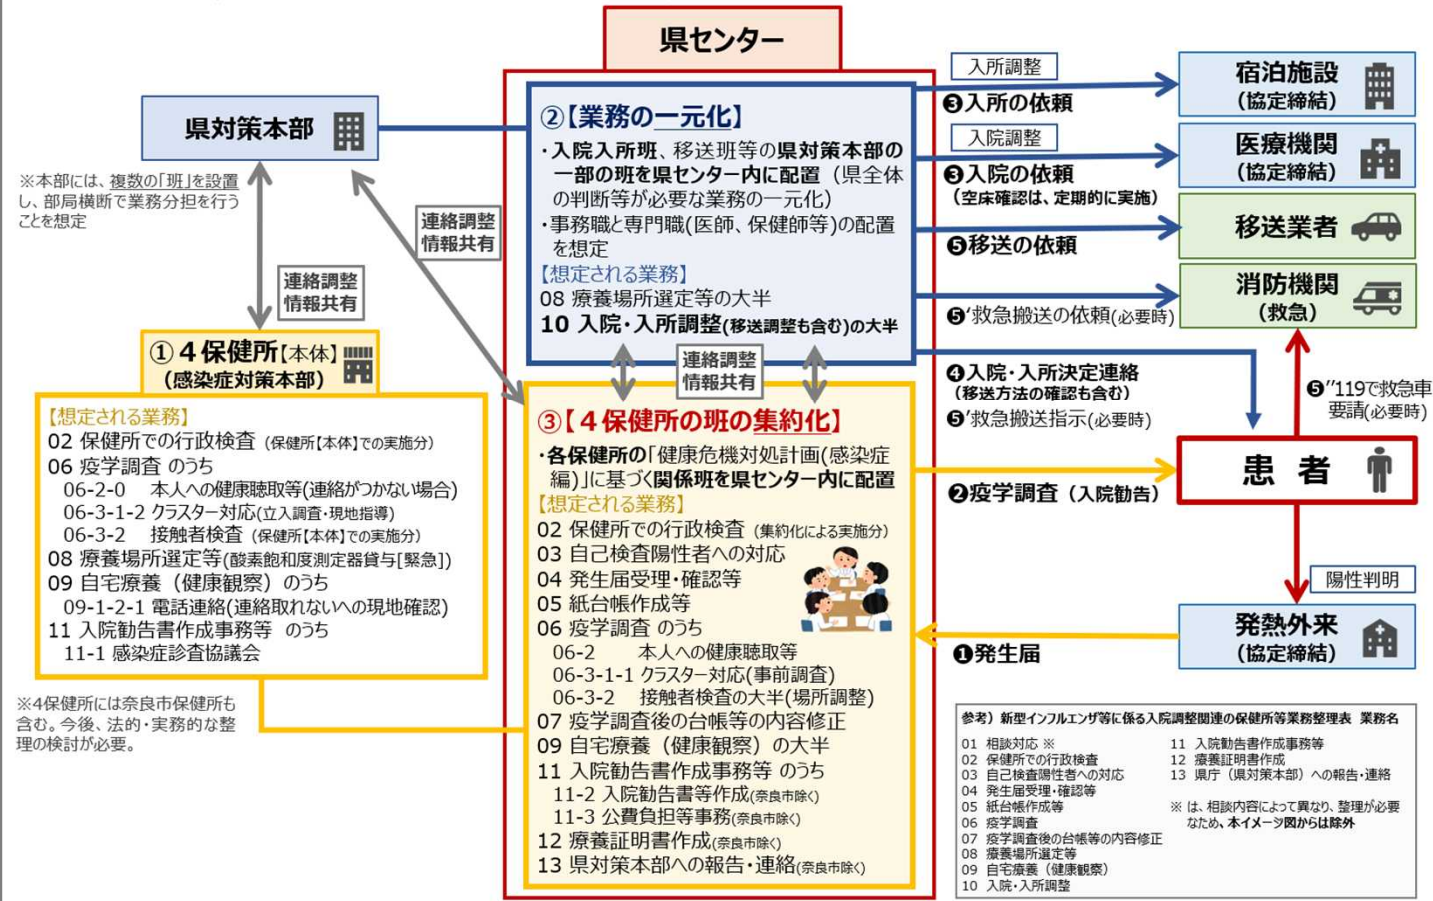 県センター
県対策本部
※本部には、複数の「班」を設置
し、部局横断で業務分担を行う
ことを想定
連絡調整
情報共有
連絡調整
情報共有
①４保健所【本体】
（感染症対策本部）
【想定される業務】
02 保健所での行政検査（保健所【本体】での実施分）
06 疫学調査 のうち
06-2-0 本人への健康聴取等(連絡がつかない場合)
06-3-1-2 クラスター対応(立入調査・現地指導)
06-3-2 接触者検査（保健所【本体】での実施分）
08 療養場所選定等(酸素飽和度測定器貸与[緊急])
09 自宅療養（健康観察）のうち
09-1-2-1 電話連絡(連絡取れないへの現地確認)
11 入院勧告書作成事務等 のうち
11-1 感染症診査協議会
※4保健所には奈良市保健所も
含む。今後、法的・実務的な整
理の検討が必要。
②【業務の一元化】
・入院入所班、移送班等の県対策本部の
一部の班を県センター内に配置（県全体
の判断等が必要な業務の一元化）
・事務職と専門職(医師、保健師等)の配置
を想定
【想定される業務】
08 療養場所選定等の大半
10 入院・入所調整(移送調整も含む)の大半
連絡調整
情報共有
③【４保健所の班の集約化】
・各保健所の「健康危機対処計画(感染症
編)」に基づく関係班を県センター内に配置
【想定される業務】
02 保健所での行政検査（集約化による実施分）
03 自己検査陽性者への対応
04 発生届受理・確認等
05 紙台帳作成等
06 疫学調査 のうち
06-2 本人への健康聴取等
06-3-1-1 クラスター対応(事前調査)
06-3-2 接触者検査の大半(場所調整)
07 疫学調査後の台帳等の内容修正
09 自宅療養（健康観察）の大半
11 入院勧告書作成事務等 のうち
11-2 入院勧告書等作成(奈良市除く)
11-3 公費負担等事務(奈良市除く)
12 療養証明書作成(奈良市除く)
13 県対策本部への報告・連絡(奈良市除く)
入所調整
❸入所の依頼
入院調整
❸入院の依頼
（空床確認は、定期的に実施）
❺移送の依頼
❺’救急搬送の依頼(必要時)
❹入院・入所決定連絡
（移送方法の確認も含む）
❺’救急搬送指示(必要時)
❷疫学調査（入院勧告）
❶発生届
宿泊施設
（協定締結）
医療機関
（協定締結）
移送業者
消防機関
（救急）
❺”119で救急車
要請(必要時)
患 者
陽性判明
発熱外来
（協定締結）
参考）新型インフルエンザ等に係る入院調整関連の保健所等業務整理表 業務名
01 相談対応 ※
02 保健所での行政検査
03 自己検査陽性者への対応
04 発生届受理・確認等
05 紙台帳作成等
06 疫学調査
07 疫学調査後の台帳等の内容修正
08 療養場所選定等
09 自宅療養（健康観察）
10 入院・入所調整
11 入院勧告書作成事務等
12 療養証明書作成
13 県庁（県対策本部）への報告・連絡
※ は、相談内容によって異なり、整理が必要
なため、本イメージ図からは除外